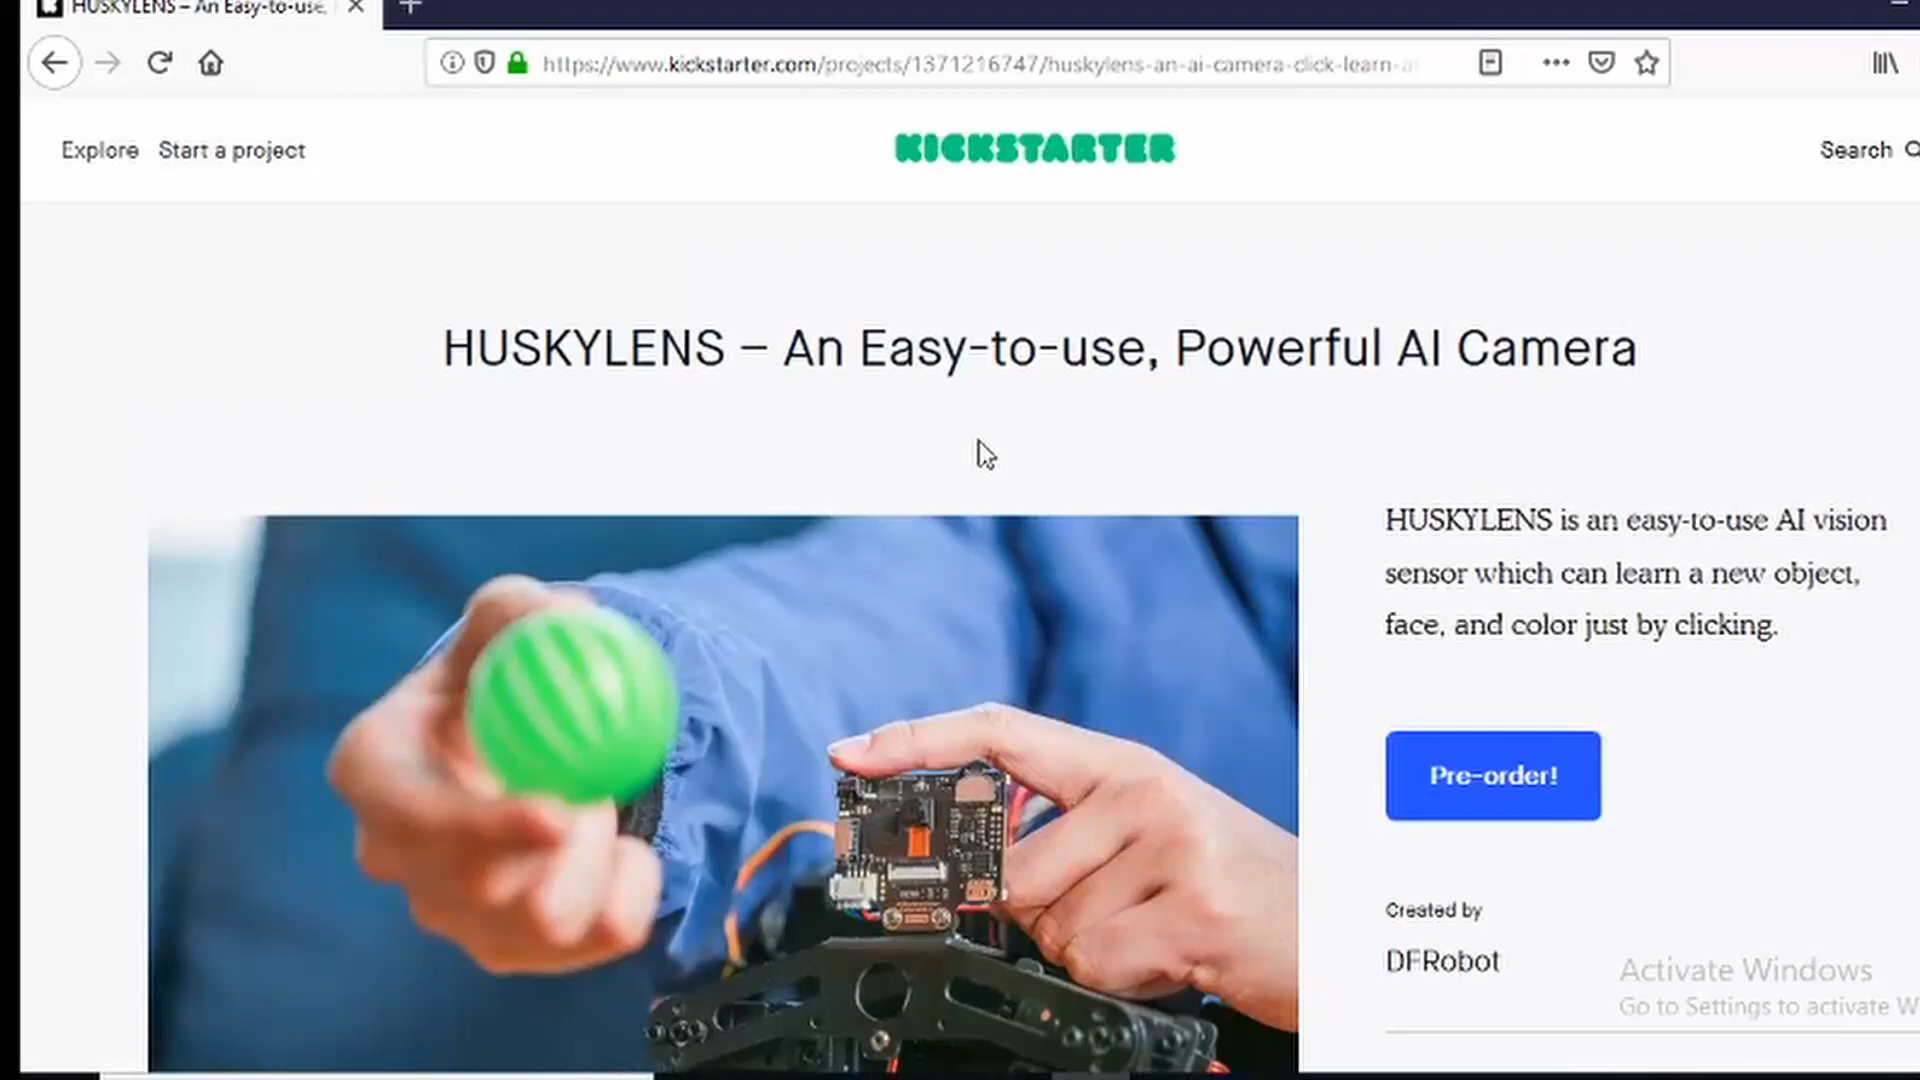 HUSKYLENS – An Easy-to-use,
https://www.kickstarter.com/projects/1371216747/huskylens-an-ai-camera-click-learn-a
Explore Start a project
KICKSTARTER
Search
HUSKYLENS – An Easy-to-use, Powerful AI Camera
HUSKYLENS is an easy-to-use AI vision
sensor which can learn a new object,
face, and color just by clicking.
Pre-order!
Created by
DFRobot
Activate Windows
Go to Settings to activate W